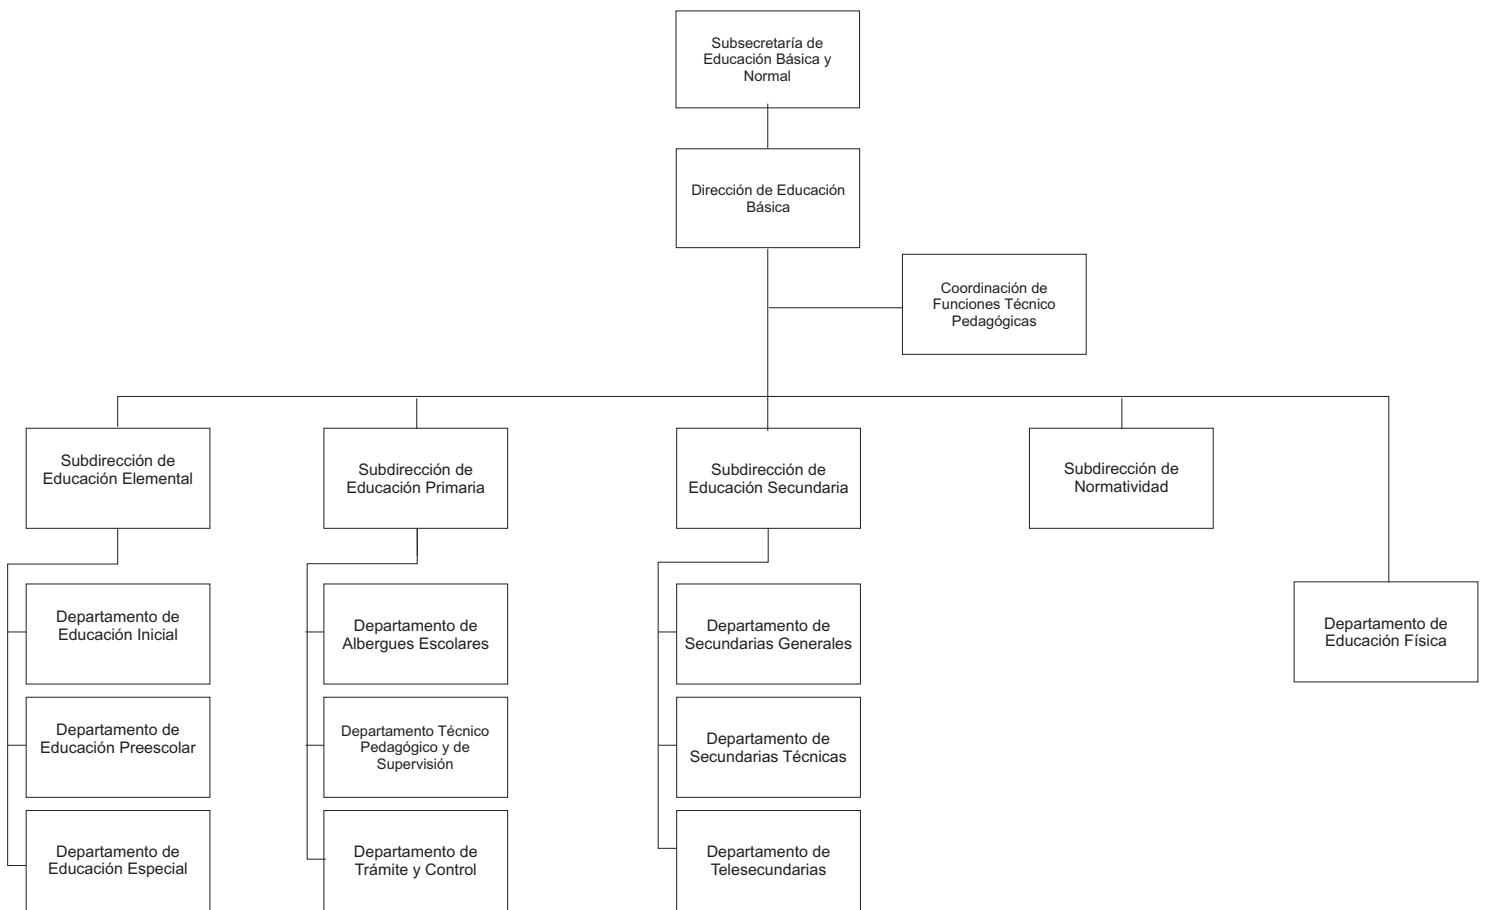 Subsecretaría de
Educación Básica y
Normal
Dirección de Educación
Básica
Coordinación de
Funciones Técnico
Pedagógicas
Subdirección de
Educación Elemental
Subdirección de
Educación Primaria
Subdirección de
Educación Secundaria
Subdirección de
Normatividad
Departamento de
Educación Inicial
Departamento de
Albergues Escolares
Departamento de
Secundarias Generales
Departamento de
Educación Física
Departamento de
Educación Preescolar
Departamento Técnico
Pedagógico y de
Supervisión
Departamento de
Secundarias Técnicas
Departamento de
Educación Especial
Departamento de
Trámite y Control
Departamento de
Telesecundarias